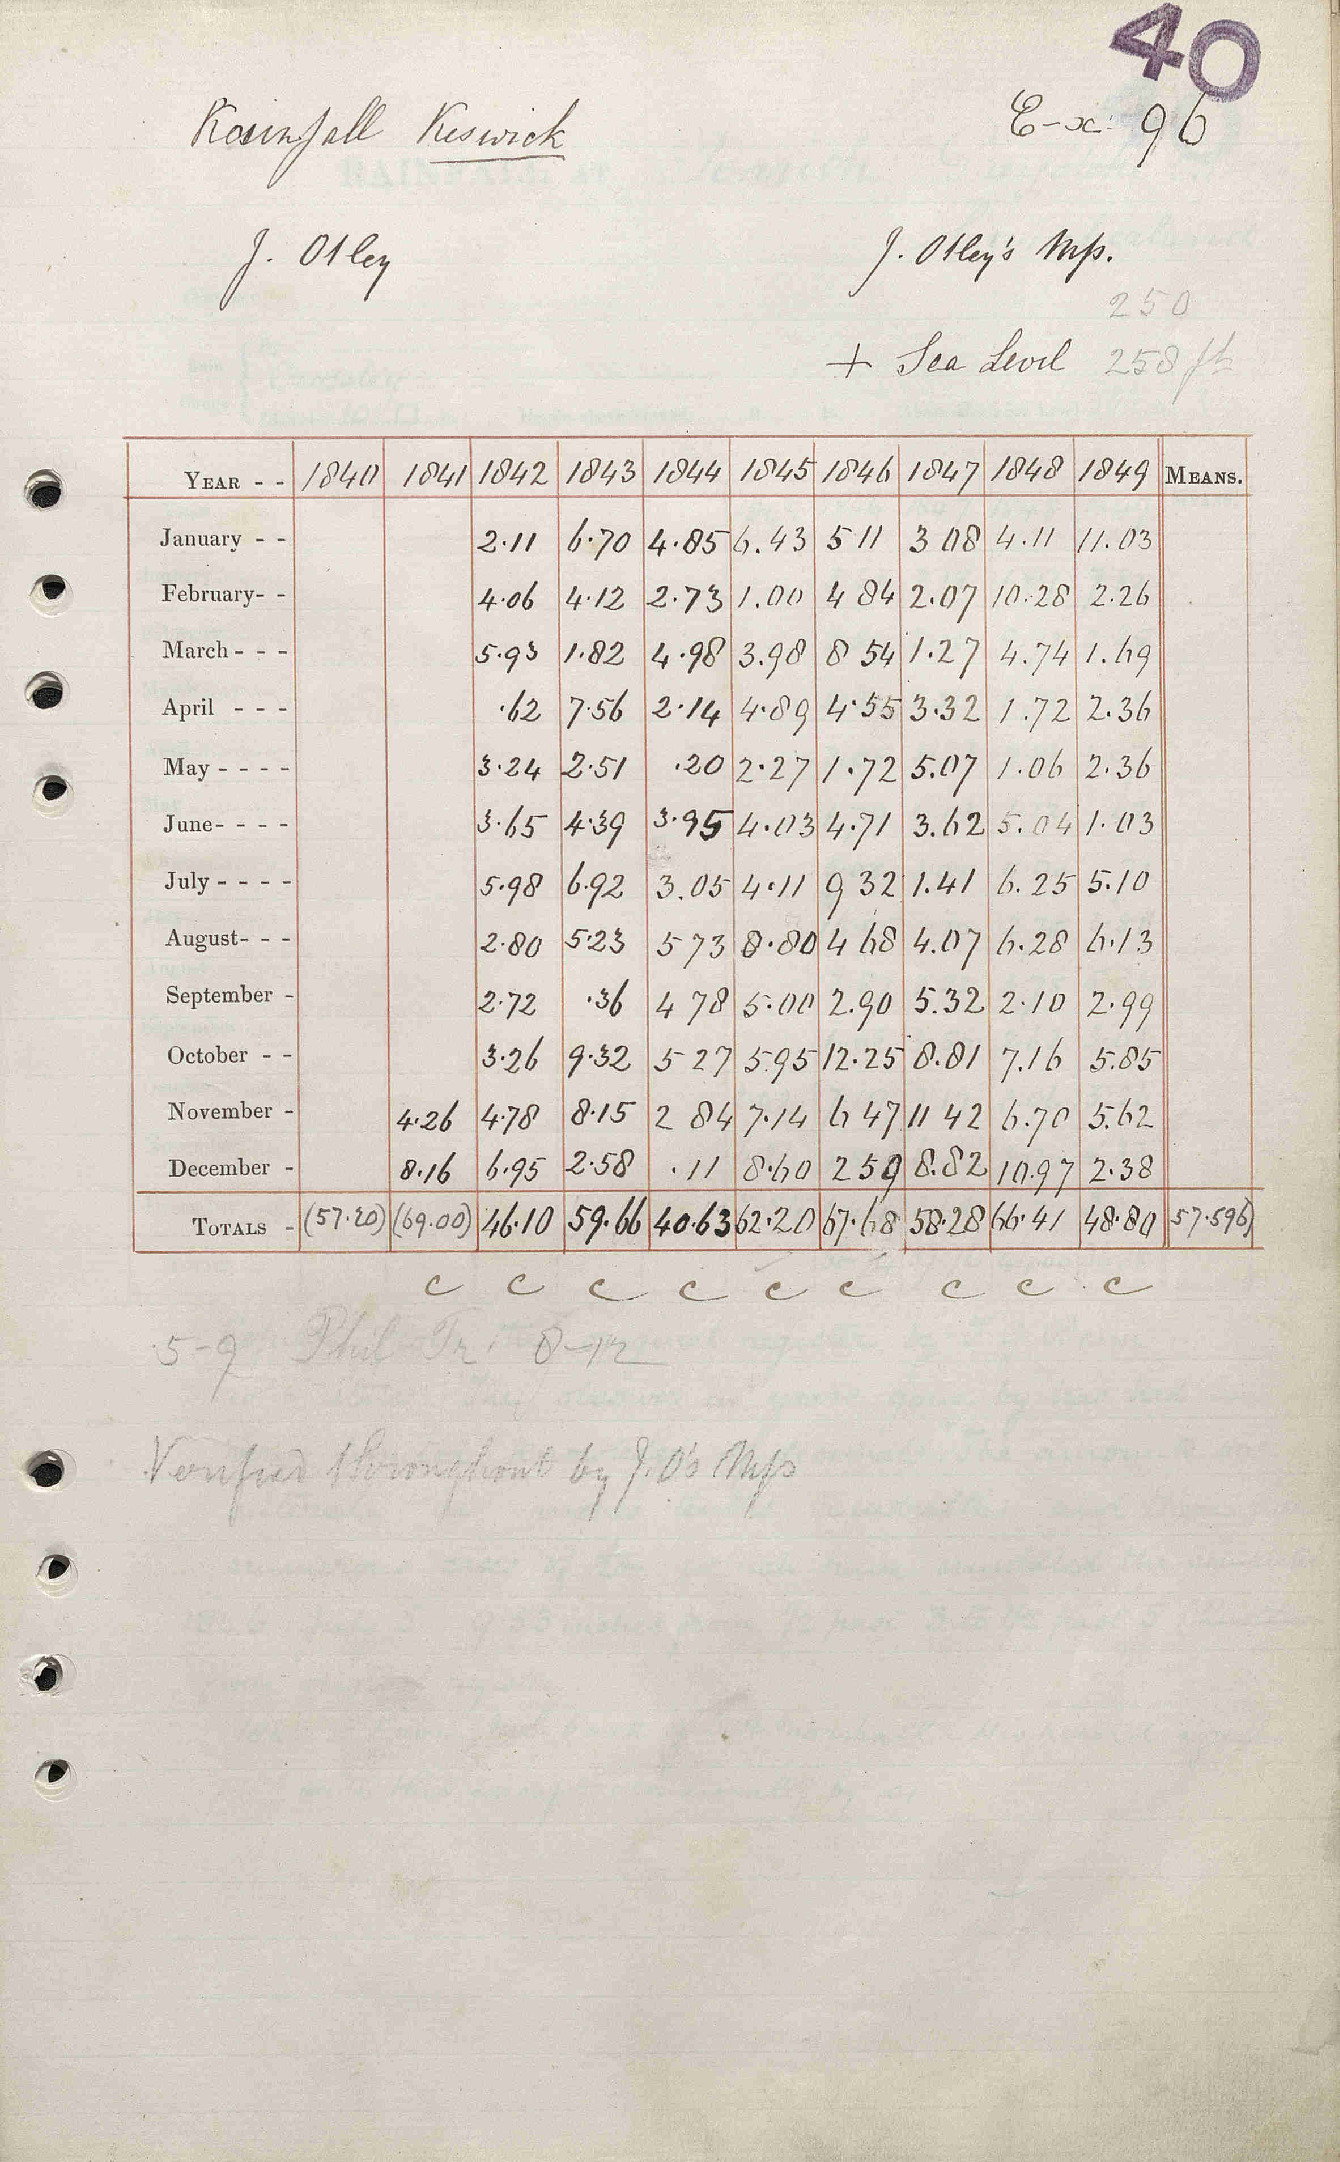 40
Rainfall Keswick E-x 96
J. Otley J. Otley's Mss.
250
+ Sea Level 258 ft
YEAR - - 1840 1841 1842 1843 1844 1845 1846 1847 1848 1849 MEANS.
January - - 2.11 6.70 4.85 6.43 5 11 3 08 4.11 11.03
February- - 4.06 4.12 2.73 1.00 4 84 2.07 10.28 2.26
March - - - 5.93 1.82 4.98 3.98 8 54 1.27 4.74 1.69
April - - - .62 7.56 2.14 4.89 4.55 3.32 1.72 2.36
May - - - - 3.24 2.51 .20 2.27 1.72 5.07 1.06 2.36
June- - - - 3.65 4.39 3.95 4.03 4.71 3.62 5.04 1.03
July - - - - 5.98 6.92 3.05 4.11 9 32 1.41 6.25 5.10
August- - - 2.80 5.23 5 73 8.80 4 68 4.07 6.28 6.13
September - 2.72 .36 4 78 5.00 2.90 5.32 2.10 2.99
October - - 3.26 9.32 5 27 5.95 12.25 8.81 7.16 5.85
November - 4.26 4.78 8.15 2 84 7.14 6 47 11 42 6.70 5.62
December - 8.16 6.95 2.58 .11 8.60 2 59 8.82 10.97 2.38
TOTALS - (57.20) (69.00) 46.10 59.66 40.63 62.20 67.68 58.28 66.41 48.80 57.596)
c c c c c c c c c
5-9 Phil Tr. 8-12
Verified throughout by J.O's Mss